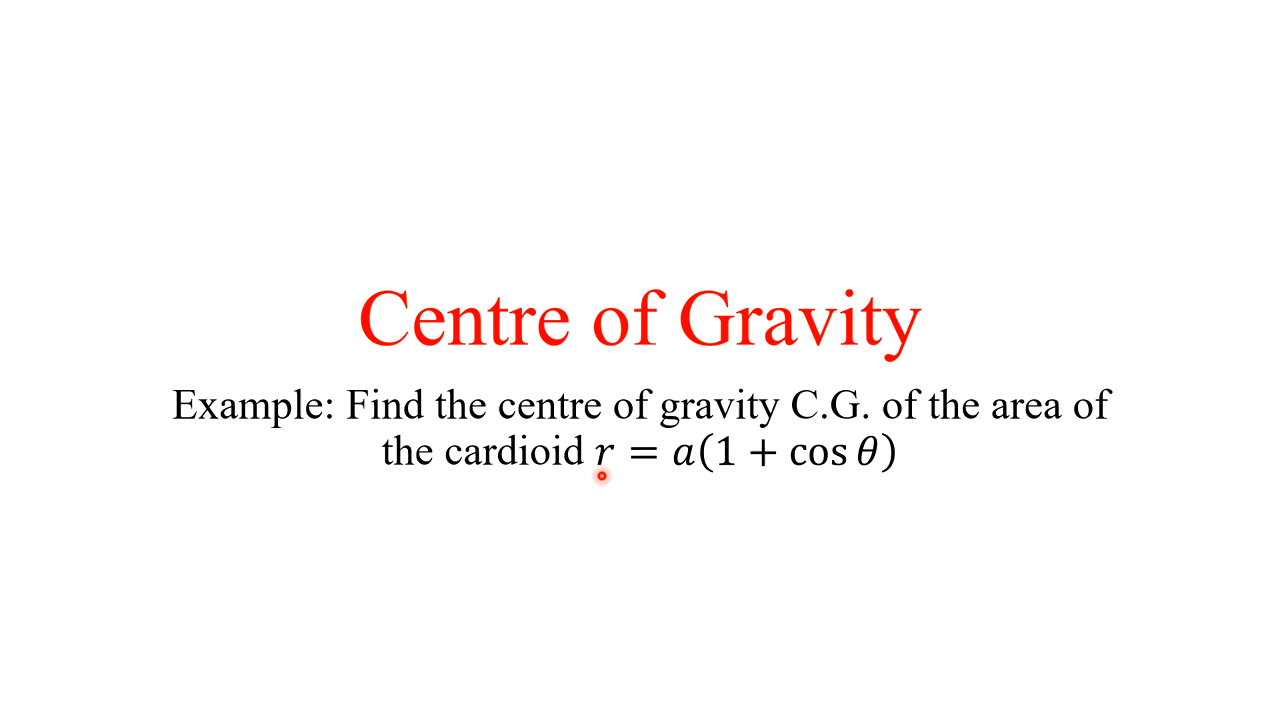 Centre of Gravity
Example: Find the centre of gravity C.G. of the area of
the cardioid 𝑟 = 𝑎(1 + cos 𝜃)